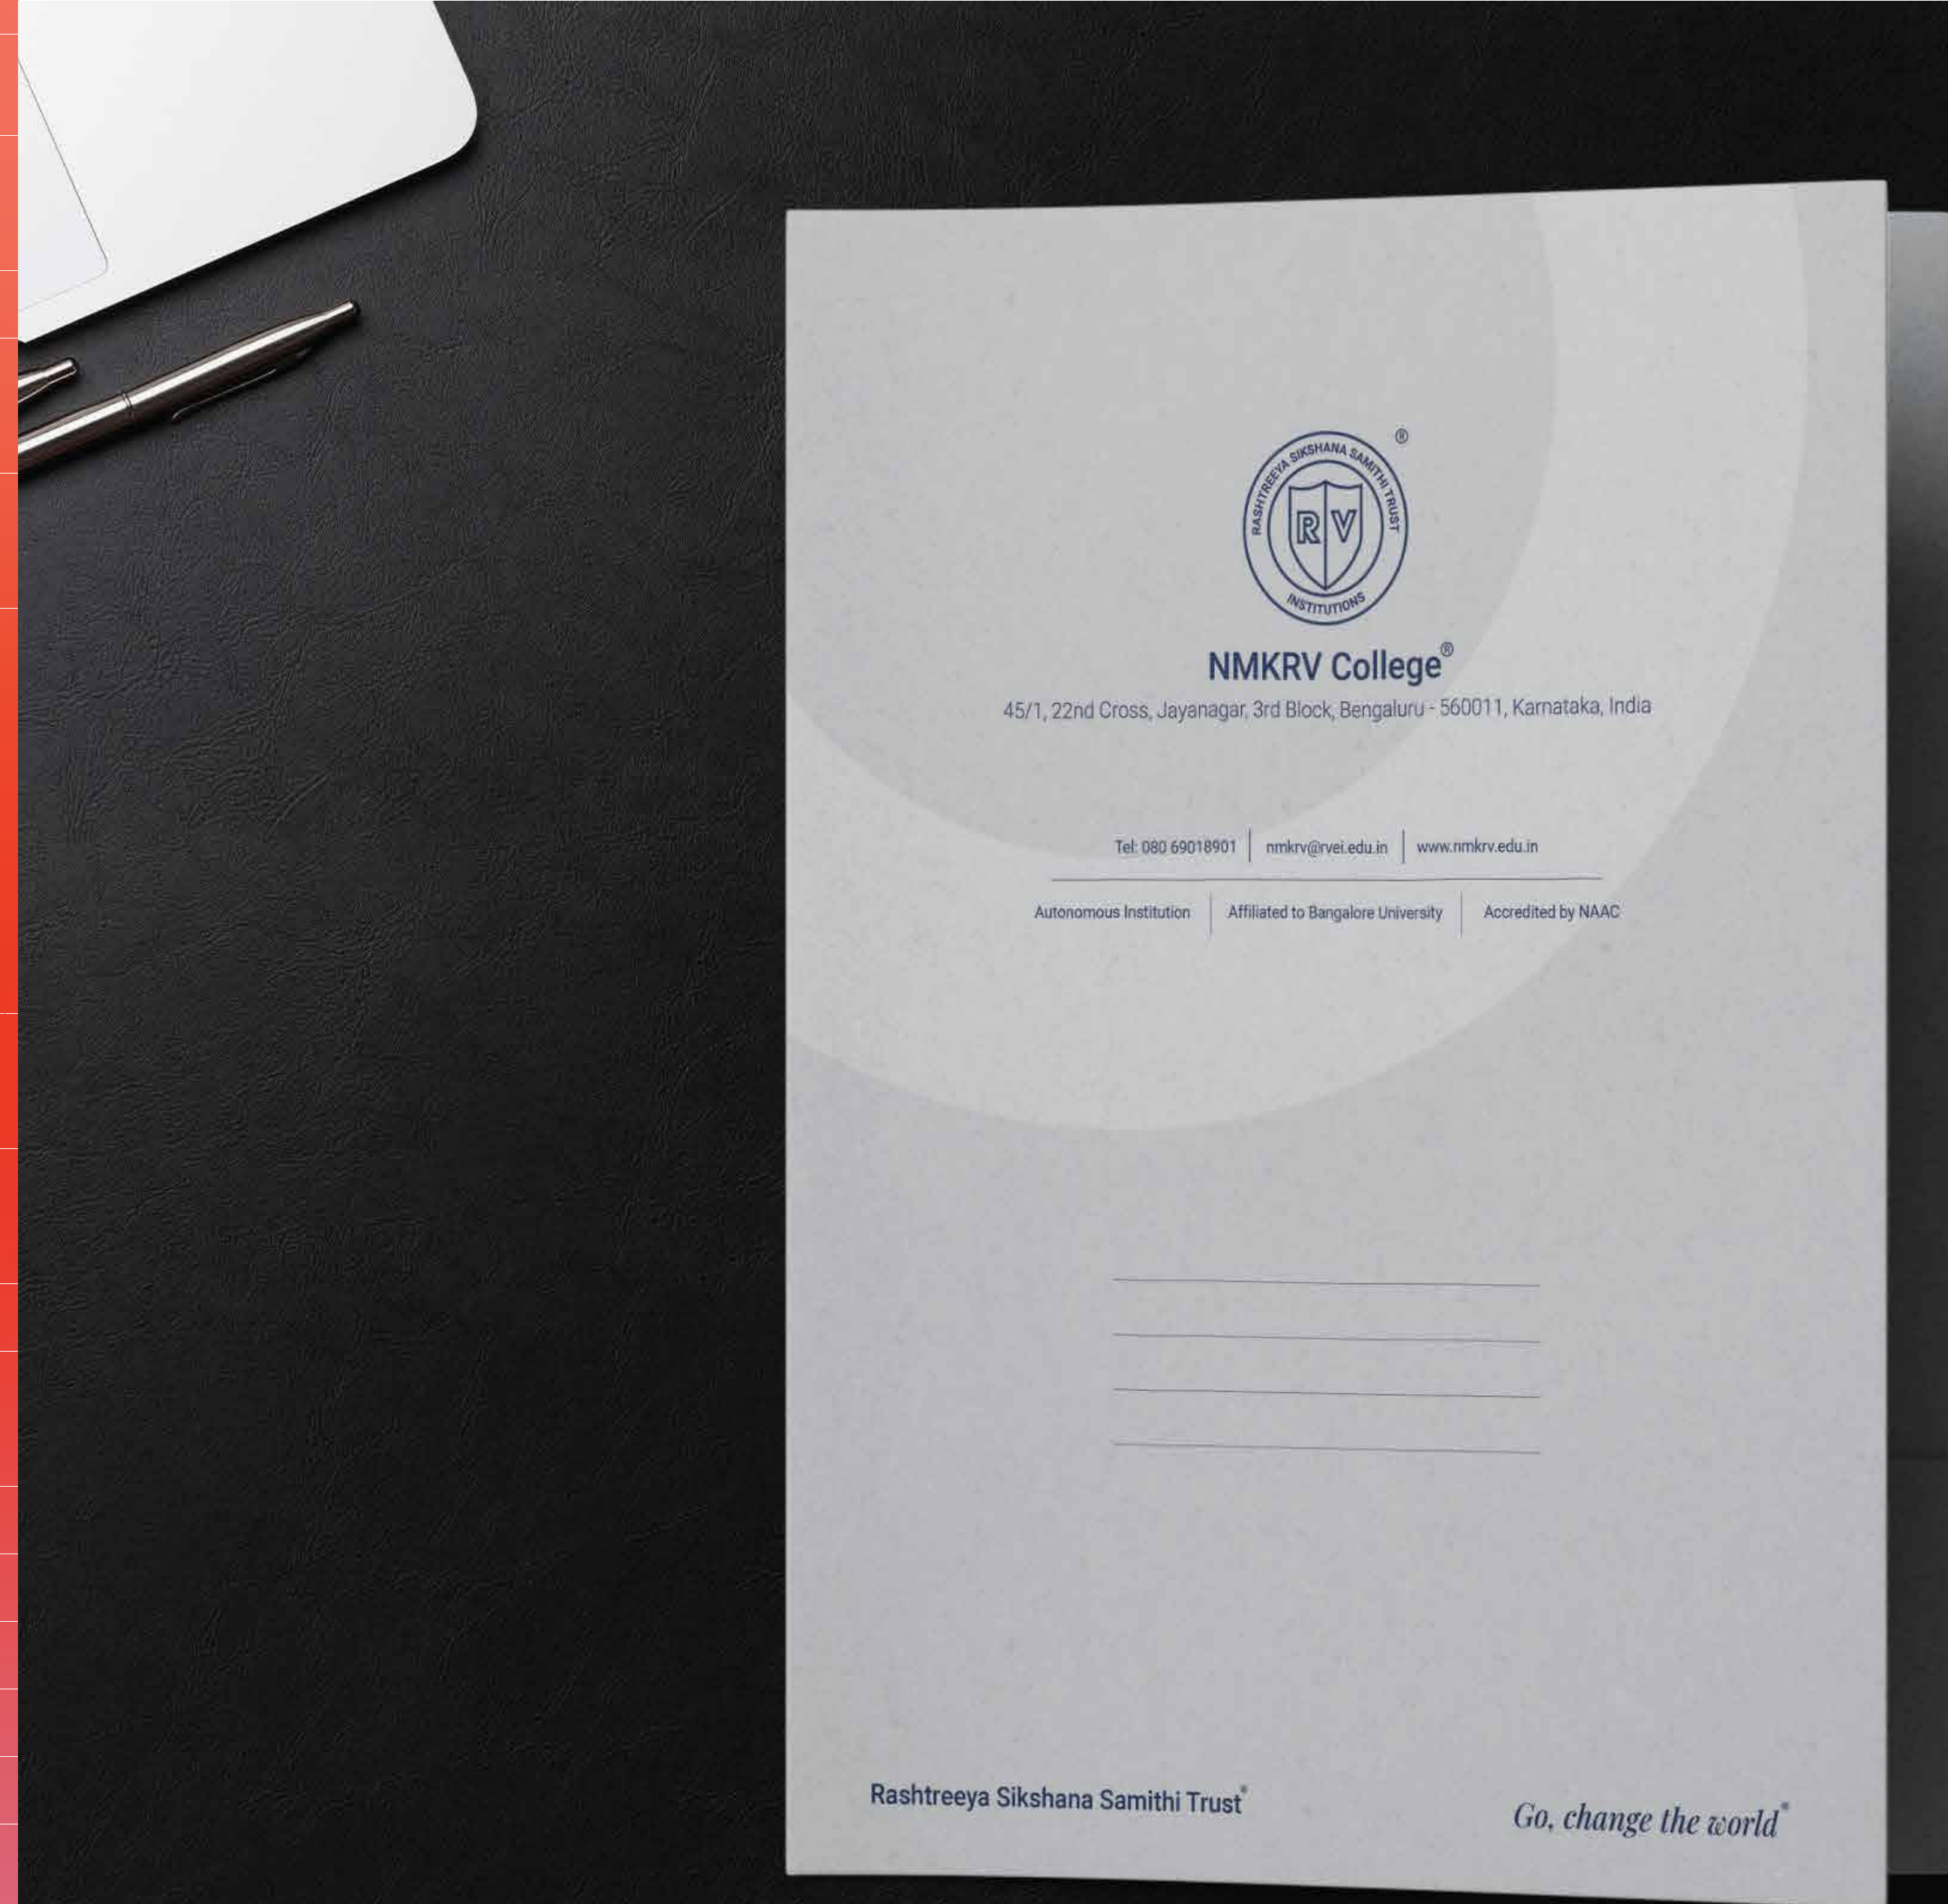 ®
RASHTREEYA SIKSHANA SAMITHI TRUST
RV
INSTITUTIONS
NMKRV College®
45/1, 22nd Cross, Jayanagar, 3rd Block, Bengaluru - 560011, Karnataka, India
Tel: 080 69018901 | nmkrv@rvei.edu.in | www.nmkrv.edu.in
Autonomous Institution | Affiliated to Bangalore University | Accredited by NAAC
Rashtreeya Sikshana Samithi Trust®
Go, change the world®